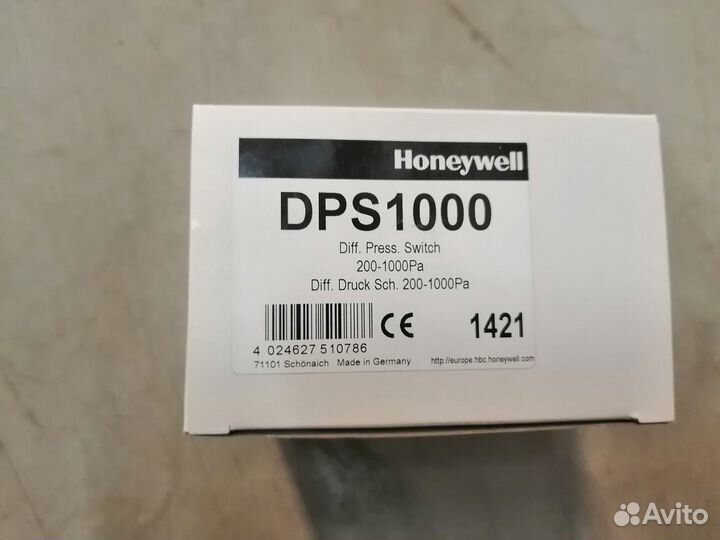 Honeywell
DPS1000
Diff. Press. Switch
200-1000Pa
Diff. Druck Sch. 200-1000Pa
CE 1421
4 024627 510786
71101 Schönaich Made in Germany http://europe.hbc.honeywell.com
Avito